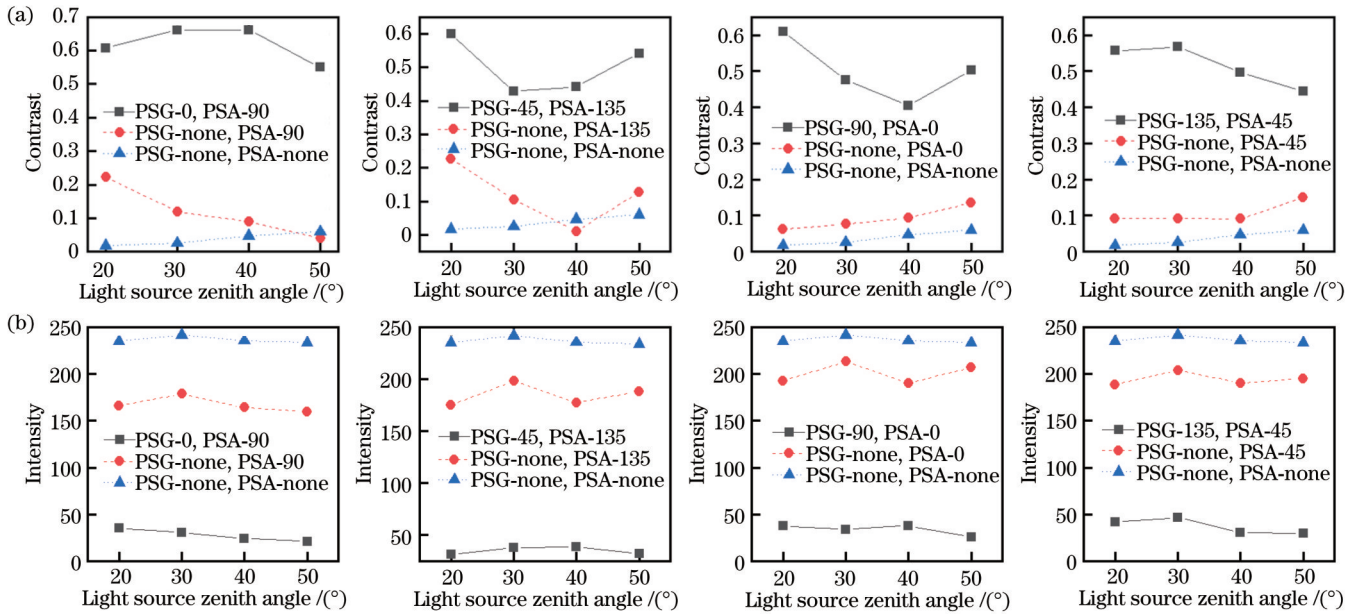 (a)
0.7
0.6
0.5
0.4
0.3
0.2
0.1
0
Contrast
PSG-0, PSA-90
PSG-none, PSA-90
PSG-none, PSA-none
20 30 40 50
Light source zenith angle /(°)
0.6
0.5
0.4
0.3
0.2
0.1
0
Contrast
PSG-45, PSA-135
PSG-none, PSA-135
PSG-none, PSA-none
20 30 40 50
Light source zenith angle /(°)
0.6
0.5
0.4
0.3
0.2
0.1
0
Contrast
PSG-90, PSA-0
PSG-none, PSA-0
PSG-none, PSA-none
20 30 40 50
Light source zenith angle /(°)
0.6
0.5
0.4
0.3
0.2
0.1
0
Contrast
PSG-135, PSA-45
PSG-none, PSA-45
PSG-none, PSA-none
20 30 40 50
Light source zenith angle /(°)
(b)
250
200
150
100
50
0
Intensity
PSG-0, PSA-90
PSG-none, PSA-90
PSG-none, PSA-none
20 30 40 50
Light source zenith angle /(°)
250
200
150
100
50
Intensity
PSG-45, PSA-135
PSG-none, PSA-135
PSG-none, PSA-none
20 30 40 50
Light source zenith angle /(°)
250
200
150
100
50
0
Intensity
PSG-90, PSA-0
PSG-none, PSA-0
PSG-none, PSA-none
20 30 40 50
Light source zenith angle /(°)
250
200
150
100
50
0
Intensity
PSG-135, PSA-45
PSG-none, PSA-45
PSG-none, PSA-none
20 30 40 50
Light source zenith angle /(°)